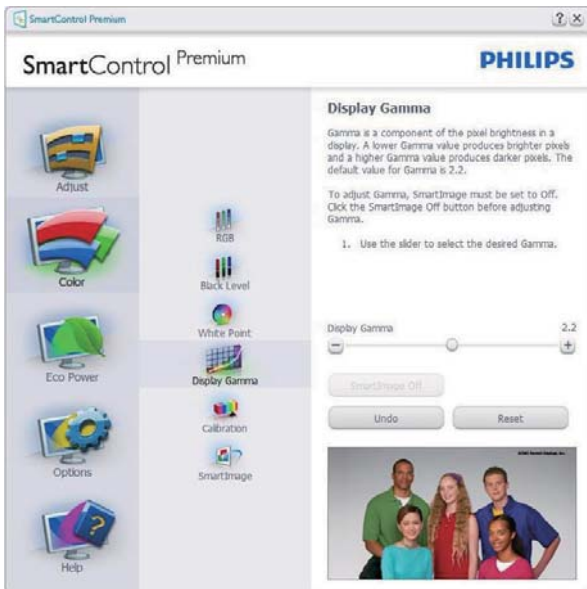 SmartControl Premium
SmartControl Premium
PHILIPS
Adjust
Color
Eco Power
Options
Help
RGB
Black Level
White Point
Display Gamma
Calibration
SmartImage
Display Gamma
Gamma is a component of the pixel brightness in a
display. A lower Gamma value produces brighter pixels
and a higher Gamma value produces darker pixels. The
default value for Gamma is 2.2.
To adjust Gamma, SmartImage must be set to Off.
Click the SmartImage Off button before adjusting
Gamma.
1. Use the slider to select the desired Gamma.
Display Gamma 2.2
SmartImage Off
Undo Reset